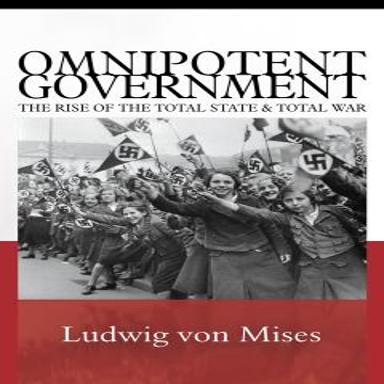 OMNIPOTENT
GOVERNMENT
THE RISE OF THE TOTAL STATE & TOTAL WAR
Ludwig von Mises